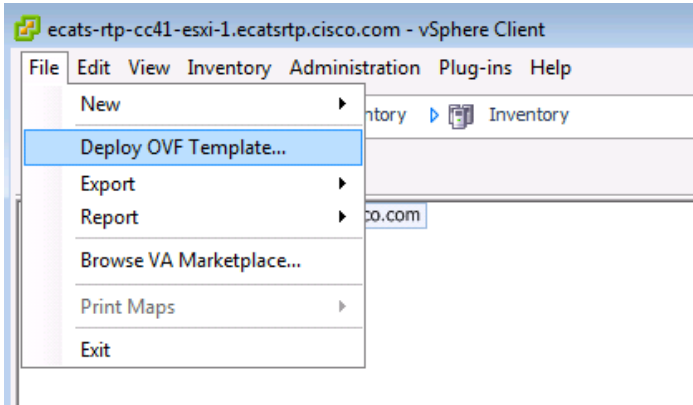 ecats-rtp-cc41-esxi-1.ecatsrtp.cisco.com - vSphere Client
File Edit View Inventory Administration Plug-ins Help
New
ntory Inventory
Deploy OVF Template...
Export
Report
co.com
Browse VA Marketplace...
Print Maps
Exit